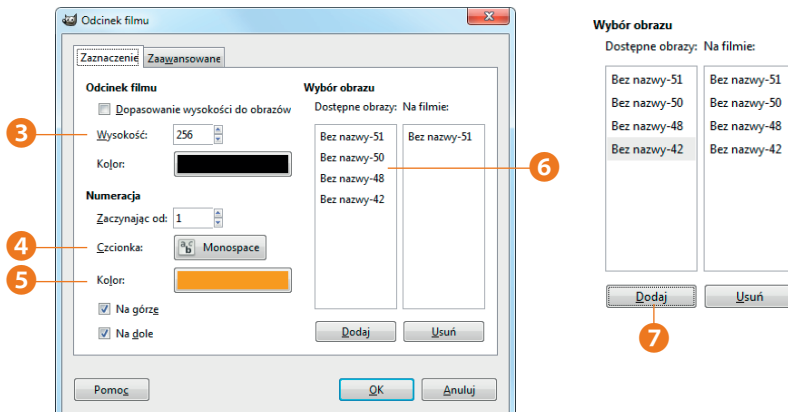 Odcinek filmu
Zaznaczenie Zaawansowane
Odcinek filmu
Dopasowanie wysokości do obrazów
3
Wysokość: 256
Kolor:
Numeracja
Zaczynając od: 1
4
Czcionka: Monospace
5
Kolor:
Na górze
Na dole
Wybór obrazu
Dostępne obrazy: Na filmie:
Bez nazwy-51 Bez nazwy-51
Bez nazwy-50
6
Bez nazwy-48
Bez nazwy-42
Dodaj Usuń
Pomoc OK Anuluj
Wybór obrazu
Dostępne obrazy: Na filmie:
Bez nazwy-51 Bez nazwy-51
Bez nazwy-50 Bez nazwy-50
Bez nazwy-48 Bez nazwy-48
Bez nazwy-42 Bez nazwy-42
Dodaj Usuń
7